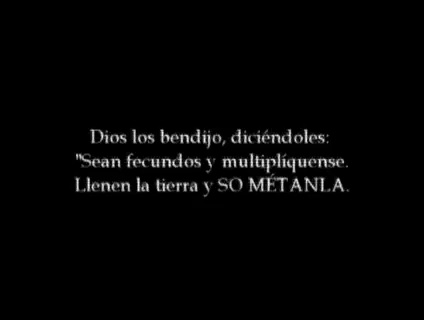 Dios los bendijo, diciéndoles:
"Sean fecundos y multiplíquense.
Llenen la tierra y SO MÉTANLA.